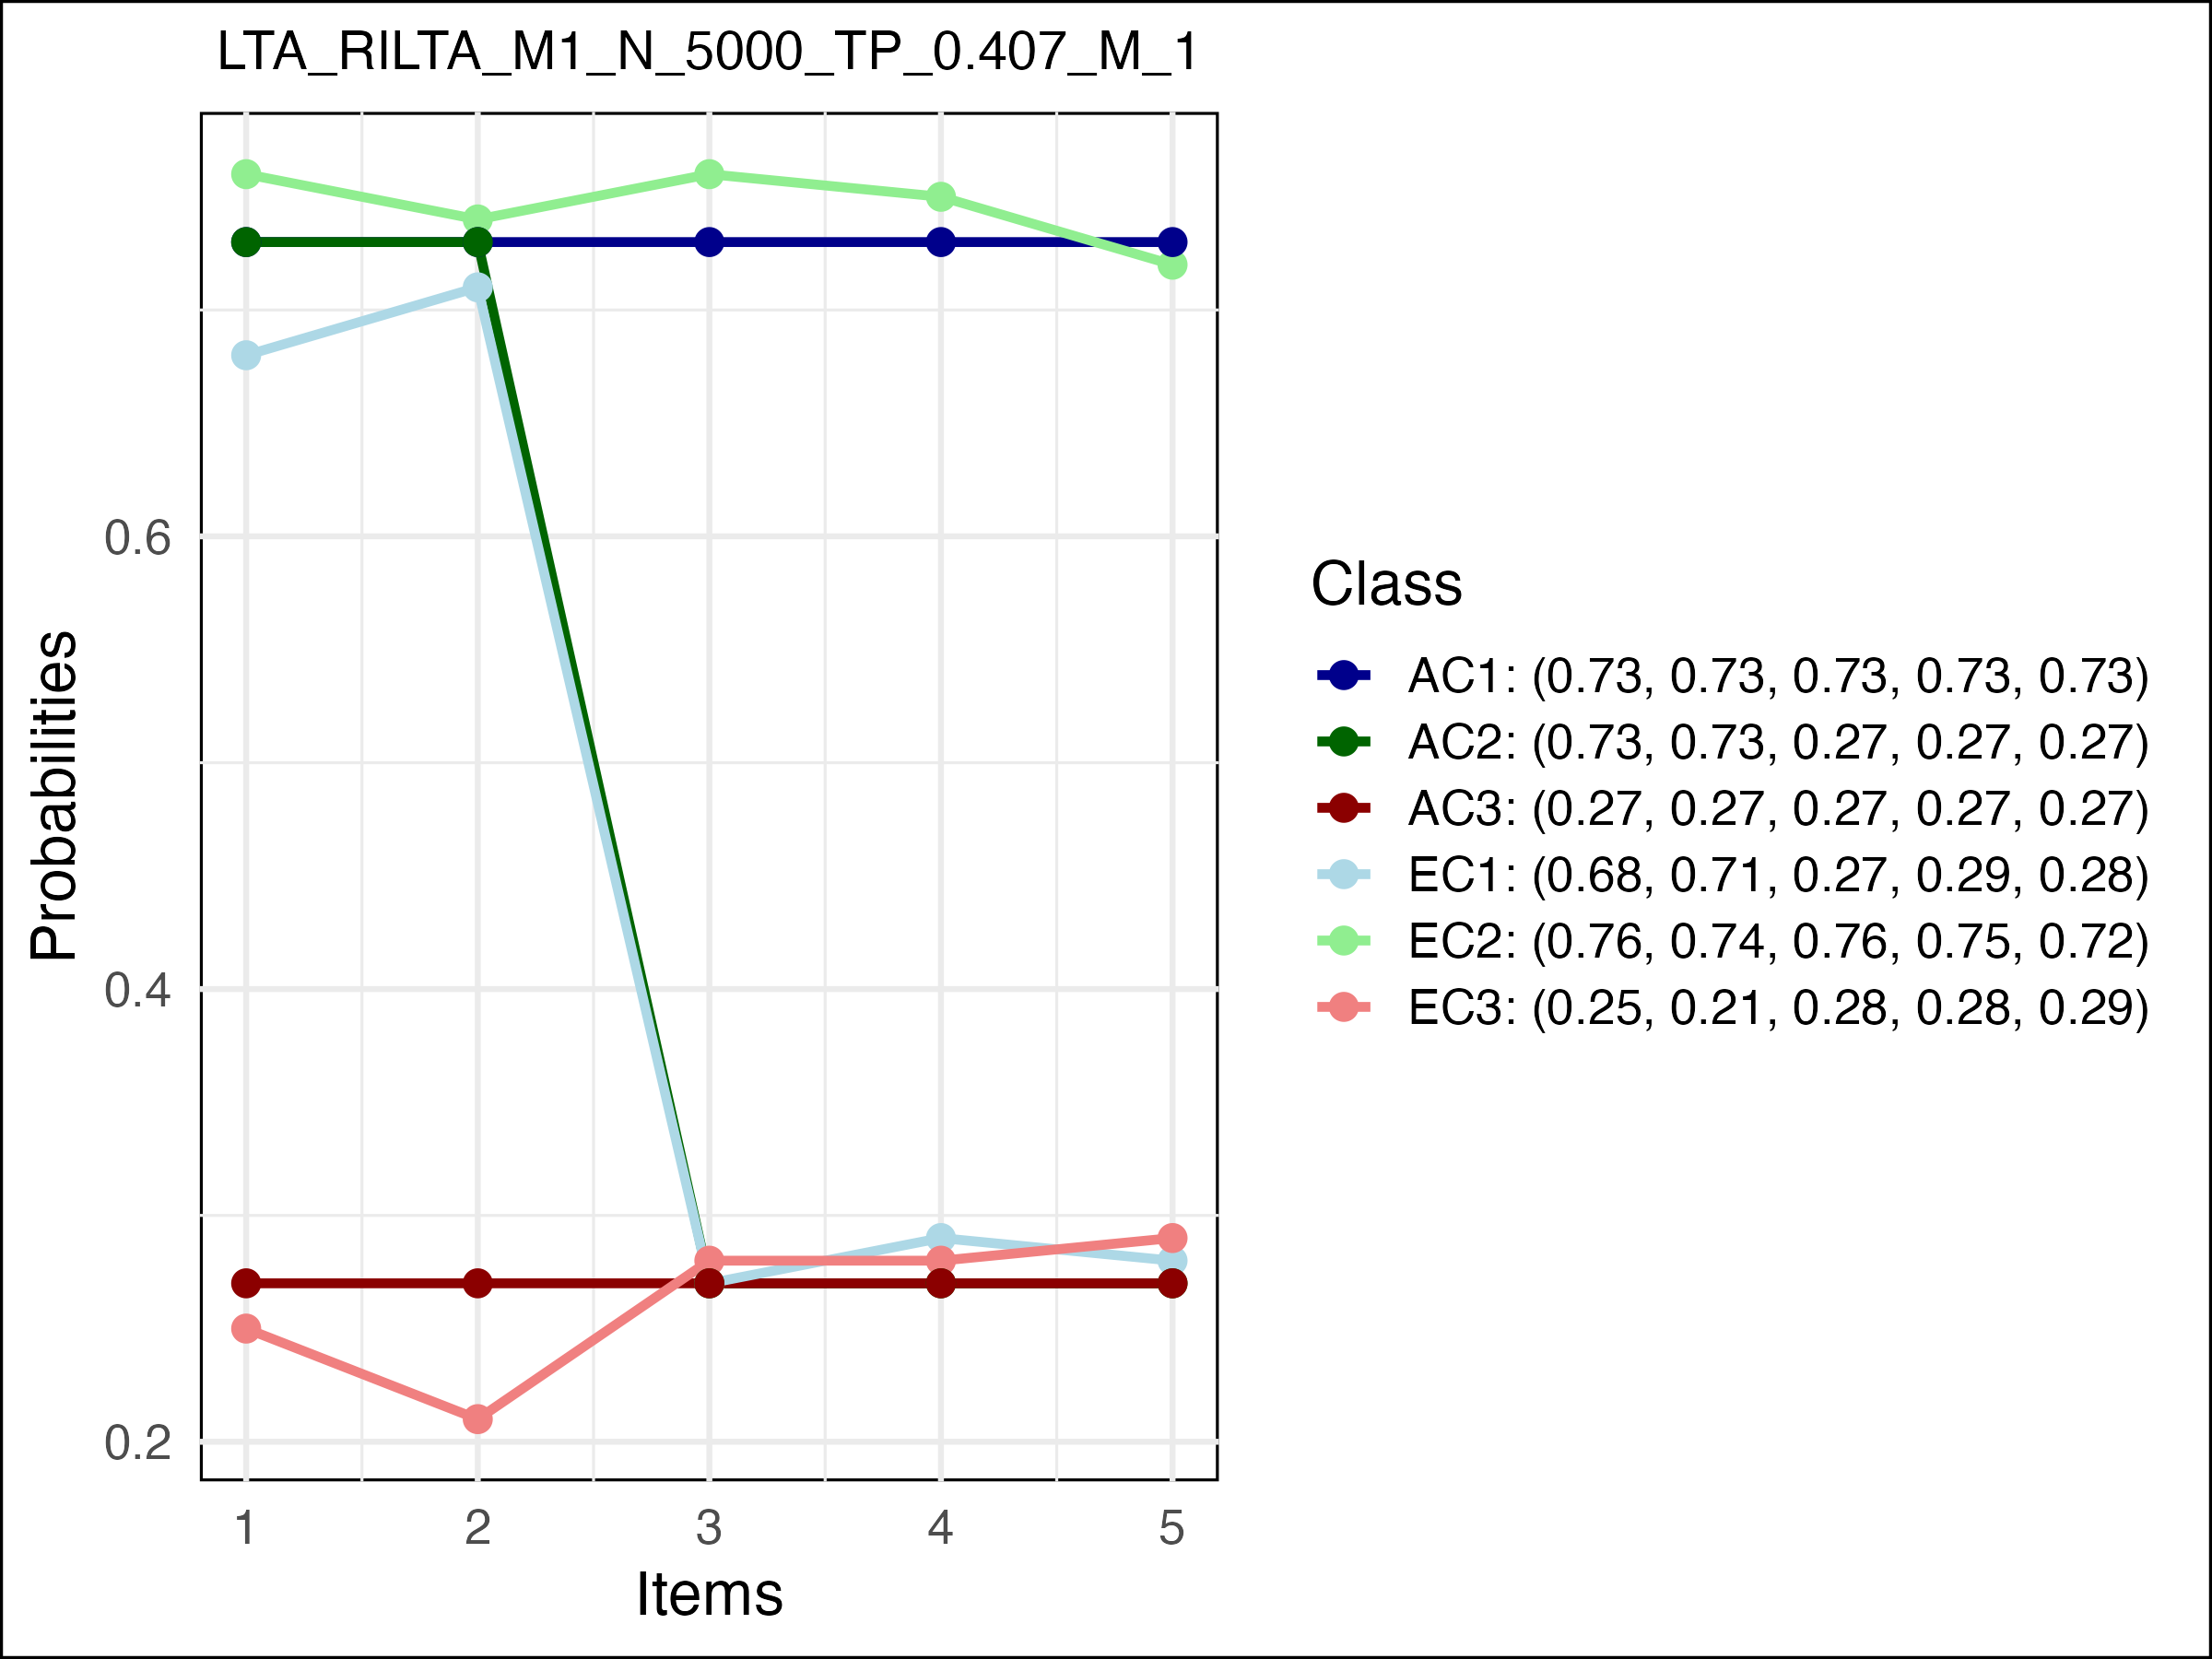 LTA_RILTA_M1_N_5000_TP_0.407_M_1
Probabilities
0.6
0.4
0.2
1 2 3 4 5
Items
Class
AC1: (0.73, 0.73, 0.73, 0.73, 0.73)
AC2: (0.73, 0.73, 0.27, 0.27, 0.27)
AC3: (0.27, 0.27, 0.27, 0.27, 0.27)
EC1: (0.68, 0.71, 0.27, 0.29, 0.28)
EC2: (0.76, 0.74, 0.76, 0.75, 0.72)
EC3: (0.25, 0.21, 0.28, 0.28, 0.29)